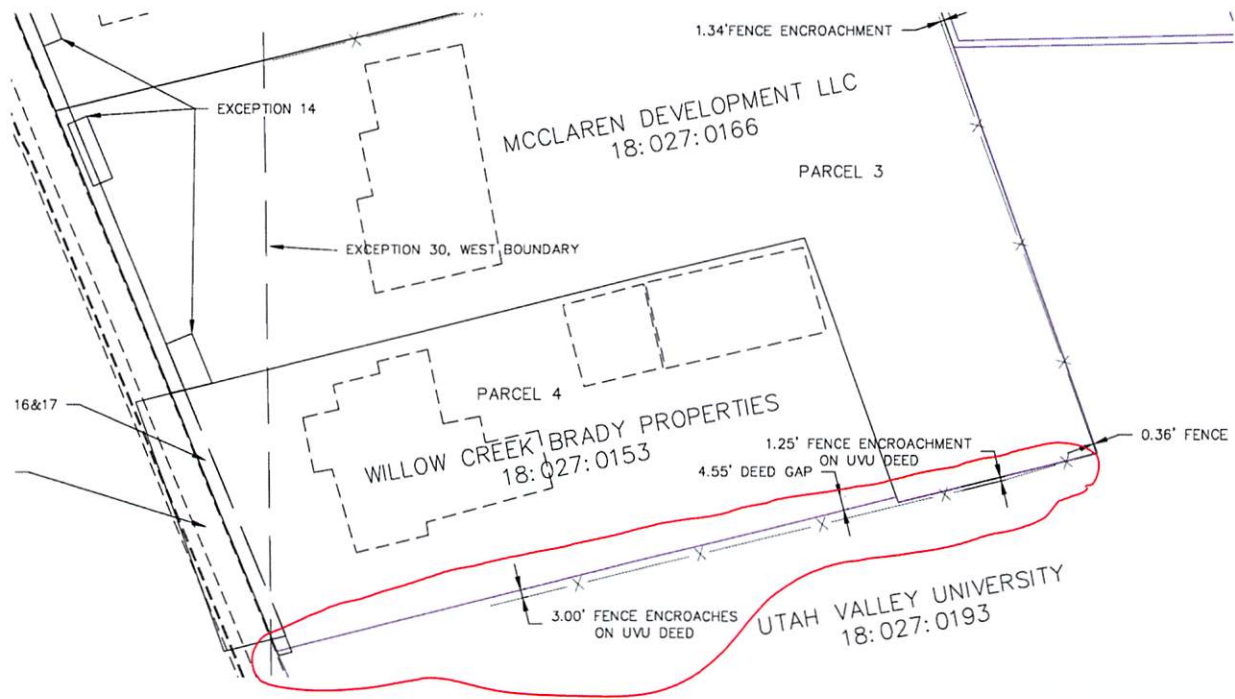 1.34'FENCE ENCROACHMENT
EXCEPTION 14
MCCLAREN DEVELOPMENT LLC
18:027:0166
PARCEL 3
EXCEPTION 30, WEST BOUNDARY
16&17
PARCEL 4
WILLOW CREEK BRADY PROPERTIES
18:027:0153
1.25' FENCE ENCROACHMENT
ON UVU DEED
4.55' DEED GAP
0.36' FENCE
3.00' FENCE ENCROACHES
ON UVU DEED
UTAH VALLEY UNIVERSITY
18:027:0193